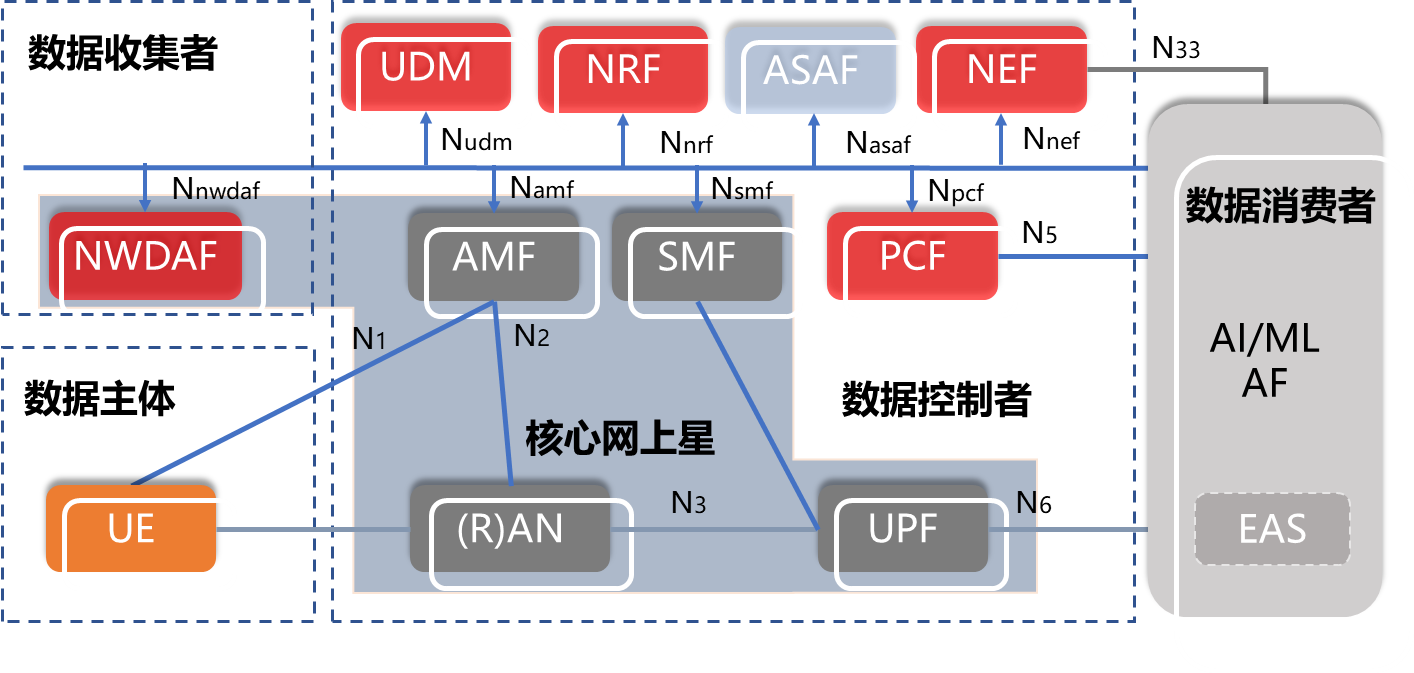 数据收集者
UDM
NRF
ASAF
NEF
N33
Nudm
Nnrf
Nasaf
Nnef
Nnwdaf
Namf
Nsmf
Npcf
数据消费者
NWDAF
AMF
SMF
PCF
N5
N1
N2
AI/ML
AF
数据主体
数据控制者
核心网上星
UE
(R)AN
N3
UPF
N6
EAS